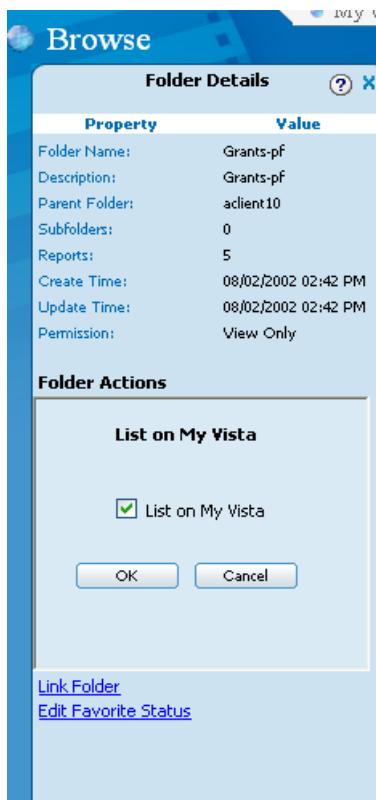 My
Browse
Folder Details ? X
Property Value
Folder Name: Grants-pf
Description: Grants-pf
Parent Folder: aclient10
Subfolders: 0
Reports: 5
Create Time: 08/02/2002 02:42 PM
Update Time: 08/02/2002 02:42 PM
Permission: View Only
Folder Actions
List on My Vista
List on My Vista
OK Cancel
Link Folder
Edit Favorite Status